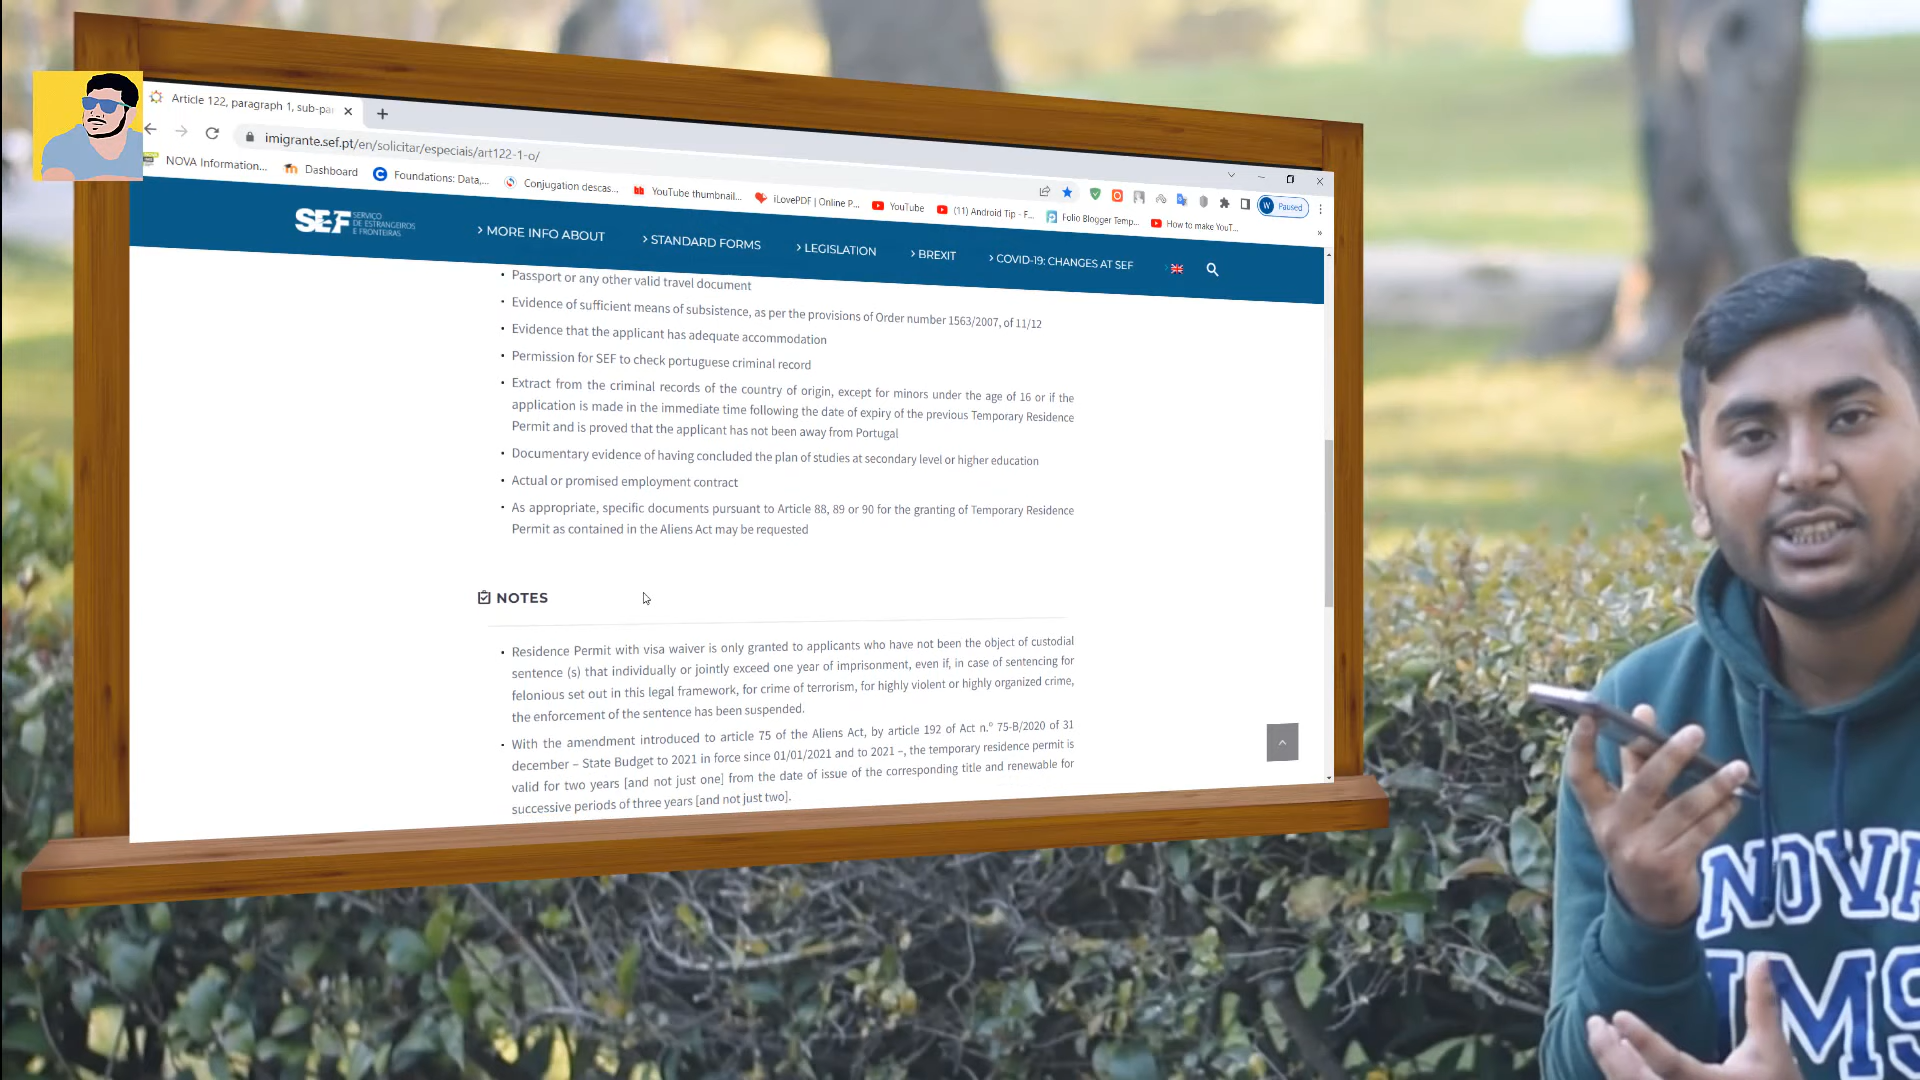 Article 122, paragraph 1, sub-pa
imigrante.sef.pt/en/solicitar/especiais/art122-1-o/
Paused
NOVA Information...
Dashboard
Foundations: Data,...
Conjugation descas...
YouTube thumbnail...
iLovePDF | Online P...
YouTube
(11) Android Tip - F...
Folio Blogger Temp...
How to make YouT...
SEF SERVIÇO
DE ESTRANGEIROS
E FRONTEIRAS
MORE INFO ABOUT
STANDARD FORMS
LEGISLATION
BREXIT
COVID-19: CHANGES AT SEF
• Passport or any other valid travel document
• Evidence of sufficient means of subsistence, as per the provisions of Order number 1563/2007, of 11/12
• Evidence that the applicant has adequate accommodation
• Permission for SEF to check portuguese criminal record
• Extract from the criminal records of the country of origin, except for minors under the age of 16 or if the
application is made in the immediate time following the date of expiry of the previous Temporary Residence
Permit and is proved that the applicant has not been away from Portugal
• Documentary evidence of having concluded the plan of studies at secondary level or higher education
• Actual or promised employment contract
• As appropriate, specific documents pursuant to Article 88, 89 or 90 for the granting of Temporary Residence
Permit as contained in the Aliens Act may be requested
NOTES
• Residence Permit with visa waiver is only granted to applicants who have not been the object of custodial
sentence (s) that individually or jointly exceed one year of imprisonment, even if, in case of sentencing for
felonious set out in this legal framework, for crime of terrorism, for highly violent or highly organized crime,
the enforcement of the sentence has been suspended.
• With the amendment introduced to article 75 of the Aliens Act, by article 192 of Act n.º 75-B/2020 of 31
december – State Budget to 2021 in force since 01/01/2021 and to 2021 –, the temporary residence permit is
valid for two years [and not just one] from the date of issue of the corresponding title and renewable for
successive periods of three years [and not just two].
NOVA
IMS